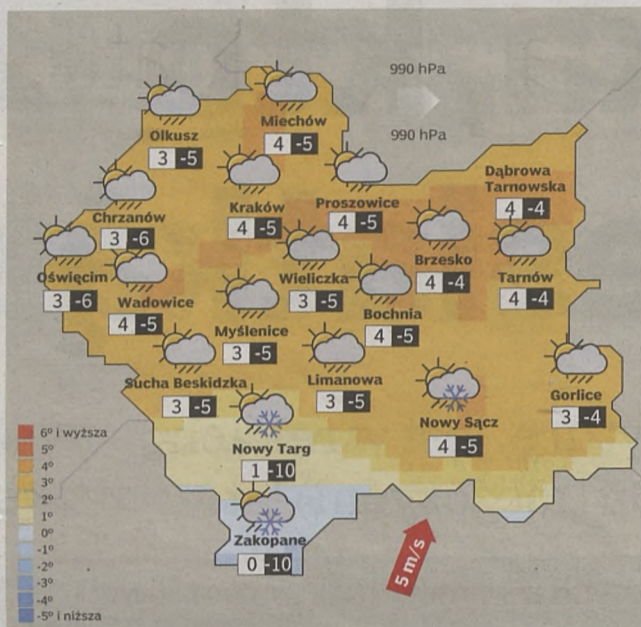 990 hPa
990 hPa
Olkusz
3 -5
Miechów
4 -5
Dąbrowa
Tarnowska
4 -4
Chrzanów
3 -6
Kraków
4 -5
Proszowice
4 -5
Brzesko
4 -4
Tarnów
4 -4
Oświęcim
3 -6
Wadowice
4 -5
Wieliczka
3 -5
Bochnia
4 -5
Myślenice
3 -5
Sucha Beskidzka
3 -5
Limanowa
3 -5
Nowy Sącz
4 -5
Gorlice
3 -4
Nowy Targ
1 -10
Zakopane
0 -10
5 m/s
6° i wyższa
5°
4°
3°
2°
1°
0°
-1°
-2°
-3°
-4°
-5° i niższa